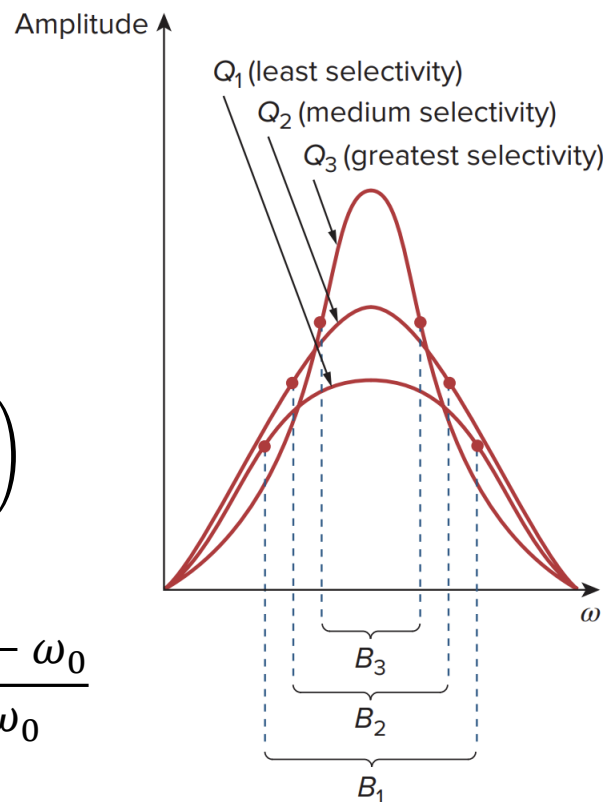 Amplitude
Q₁ (least selectivity)
Q₂ (medium selectivity)
Q₃ (greatest selectivity)
)
ω
B₃
− ω₀
ω₀
B₂
B₁